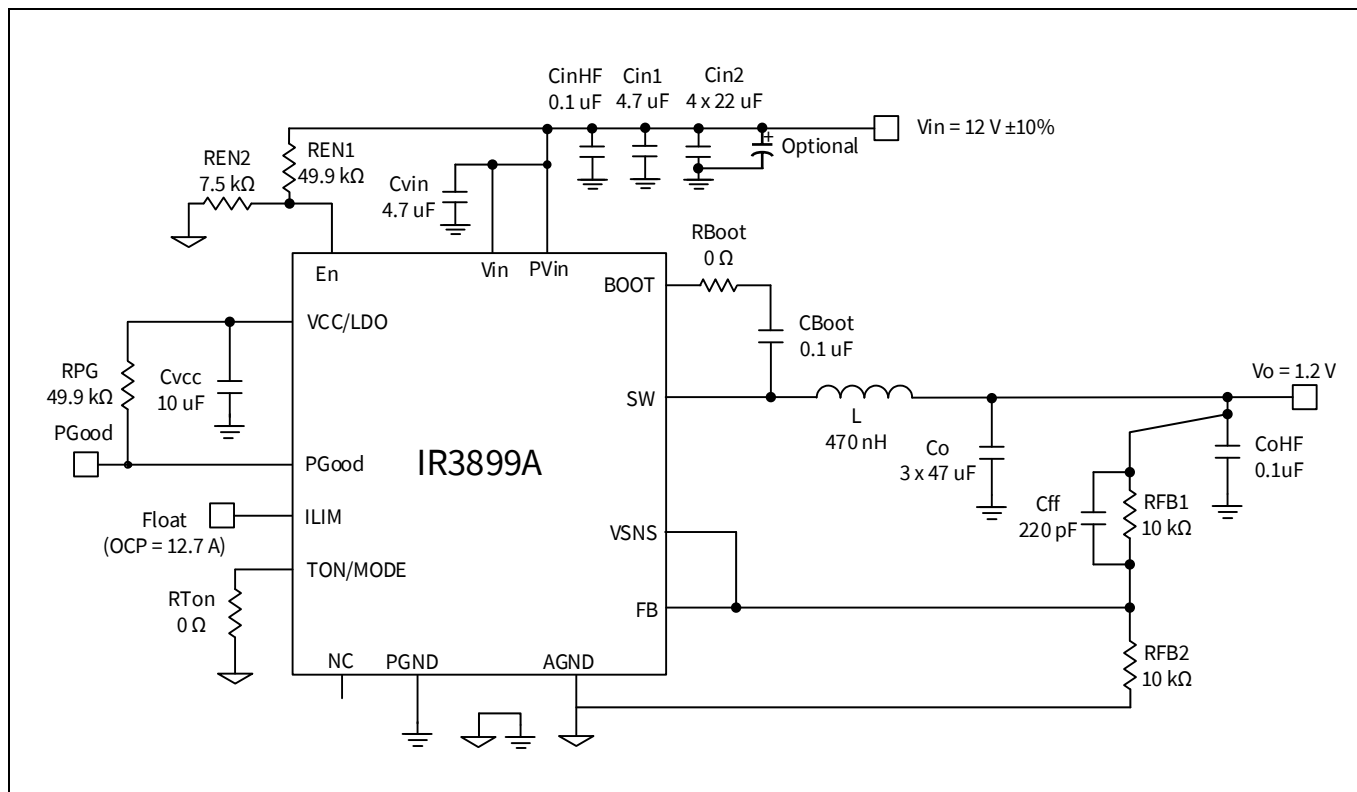 CinHF
0.1 uF
Cin1
4.7 uF
Cin2
4 x 22 uF
+
Optional
Vin = 12 V ±10%
REN2
7.5 kΩ
REN1
49.9 kΩ
Cvin
4.7 uF
RBoot
0 Ω
En
Vin
PVin
BOOT
VCC/LDO
CBoot
0.1 uF
RPG
49.9 kΩ
Cvcc
10 uF
SW
L
470 nH
Vo = 1.2 V
PGood
PGood
IR3899A
Co
3 x 47 uF
CoHF
0.1uF
Float
(OCP = 12.7 A)
ILIM
VSNS
Cff
220 pF
RFB1
10 kΩ
TON/MODE
RTon
0 Ω
FB
NC
PGND
AGND
RFB2
10 kΩ